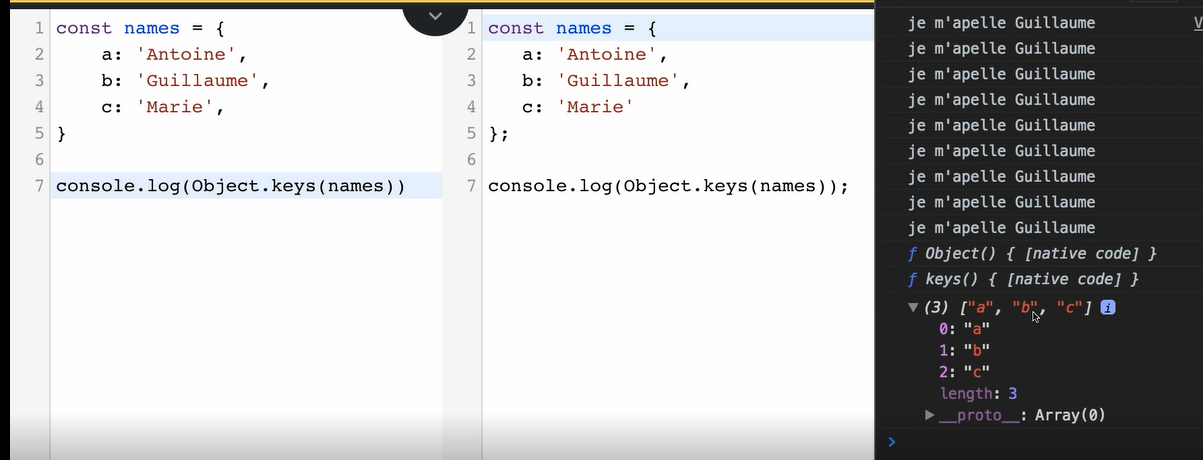 1 const names = {
2 a: 'Antoine',
3 b: 'Guillaume',
4 c: 'Marie',
5 }
6
7 console.log(Object.keys(names))
1 const names = {
2 a: 'Antoine',
3 b: 'Guillaume',
4 c: 'Marie'
5 };
6
7 console.log(Object.keys(names));
je m'apelle Guillaume V
je m'apelle Guillaume
je m'apelle Guillaume
je m'apelle Guillaume
je m'apelle Guillaume
je m'apelle Guillaume
je m'apelle Guillaume
je m'apelle Guillaume
je m'apelle Guillaume
ƒ Object() { [native code] }
ƒ keys() { [native code] }
▼(3) ["a", "b", "c"] i
0: "a"
1: "b"
2: "c"
length: 3
▶ __proto__: Array(0)
>